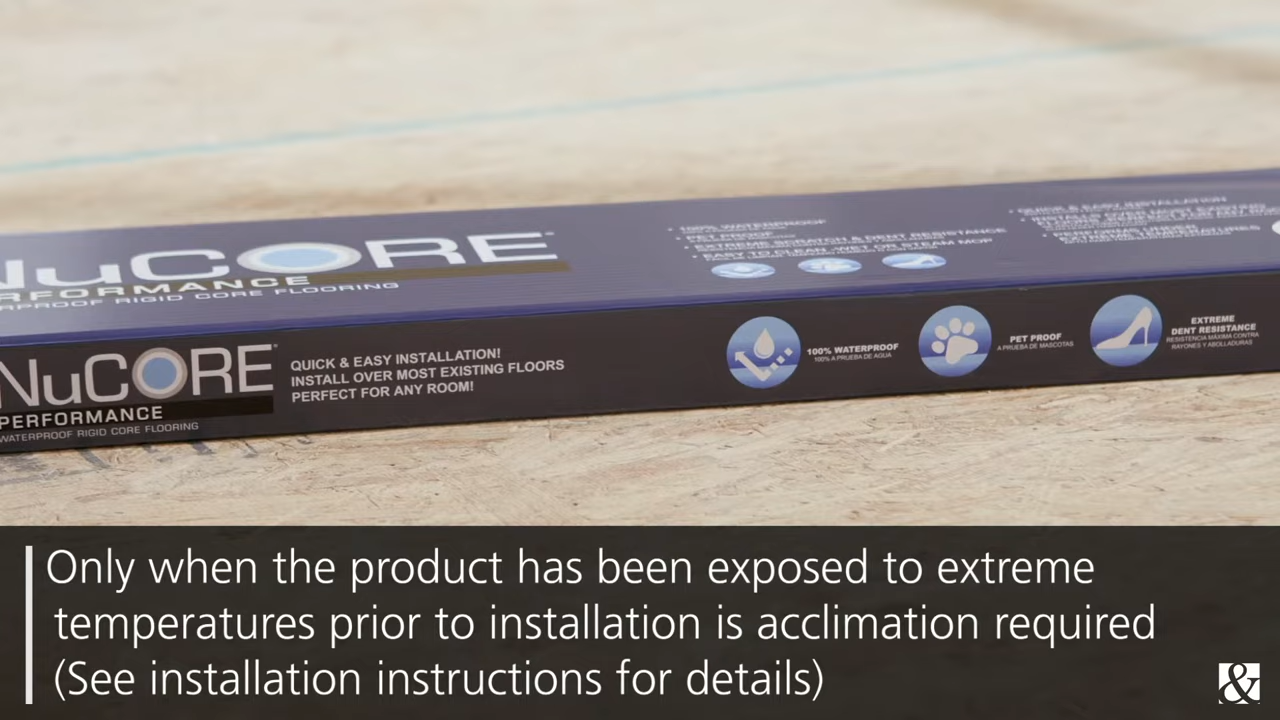 NuCORE
PERFORMANCE
RIGID CORE FLOORING
• 100% WATERPROOF
• PET PROOF
• EXTREME SCRATCH & DENT RESISTANCE
• EASY TO CLEAN - WET OR STEAM MOP
• QUICK & EASY INSTALLATION
NuCORE
PERFORMANCE
WATERPROOF RIGID CORE FLOORING
QUICK & EASY INSTALLATION!
INSTALL OVER MOST EXISTING FLOORS
PERFECT FOR ANY ROOM!
100% WATERPROOF
100% A PRUEBA DE AGUA
PET PROOF
A PRUEBA DE MASCOTAS
EXTREME
DENT RESISTANCE
RESISTENCIA MÁXIMA CONTRA
RAYONES Y ABOLLADURAS
Only when the product has been exposed to extreme
temperatures prior to installation is acclimation required
(See installation instructions for details)
&